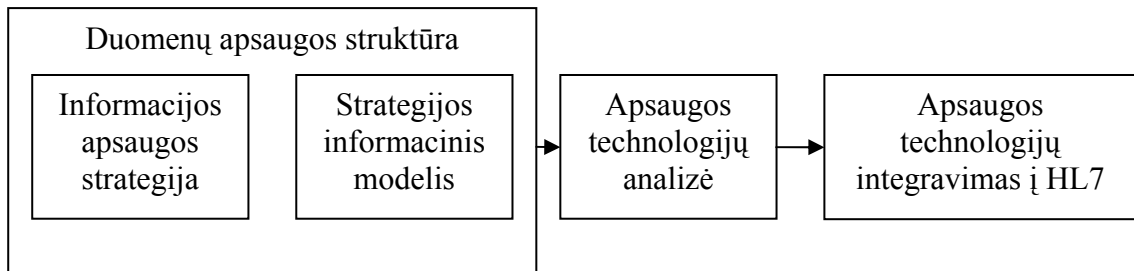 Duomenų apsaugos struktūra
Informacijos
apsaugos
strategija
Strategijos
informacinis
modelis
Apsaugos
technologijų
analizė
Apsaugos
technologijų
integravimas į HL7